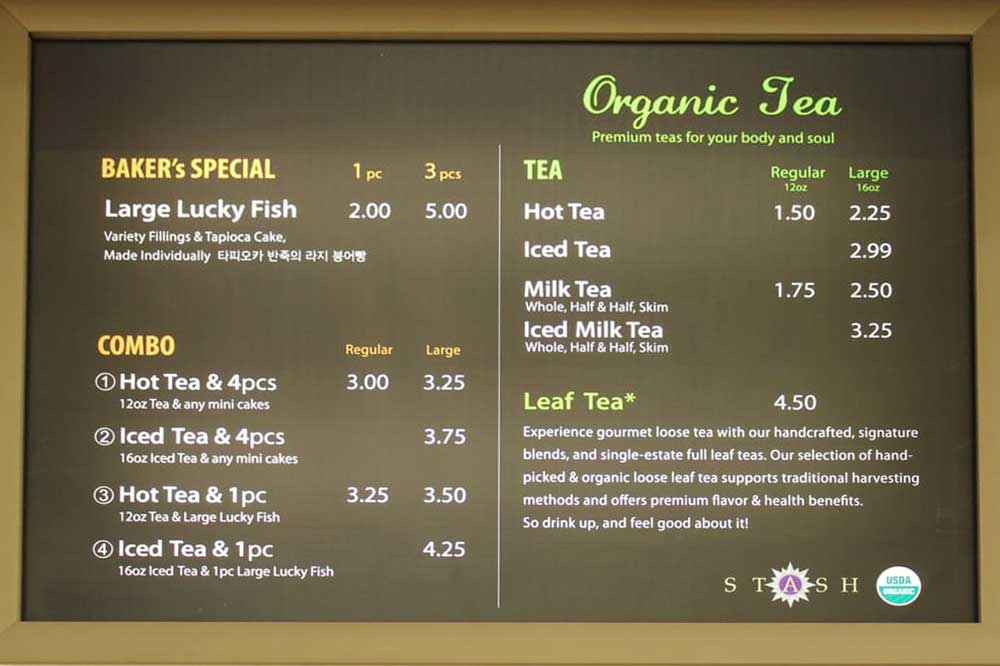 BAKER's SPECIAL 1 pc 3 pcs
Large Lucky Fish 2.00 5.00
Variety Fillings & Tapioca Cake,
Made Individually 타피오카 반죽의 라지 붕어빵
COMBO Regular Large
① Hot Tea & 4pcs 3.00 3.25
12oz Tea & any mini cakes
② Iced Tea & 4pcs 3.75
16oz Iced Tea & any mini cakes
③ Hot Tea & 1pc 3.25 3.50
12oz Tea & Large Lucky Fish
④ Iced Tea & 1pc 4.25
16oz Iced Tea & 1pc Large Lucky Fish
Organic Tea
Premium teas for your body and soul
TEA Regular Large
12oz 16oz
Hot Tea 1.50 2.25
Iced Tea 2.99
Milk Tea 1.75 2.50
Whole, Half & Half, Skim
Iced Milk Tea 3.25
Whole, Half & Half, Skim
Leaf Tea* 4.50
Experience gourmet loose tea with our handcrafted, signature
blends, and single-estate full leaf teas. Our selection of hand-
picked & organic loose leaf tea supports traditional harvesting
methods and offers premium flavor & health benefits.
So drink up, and feel good about it!
STASH
USDA
ORGANIC